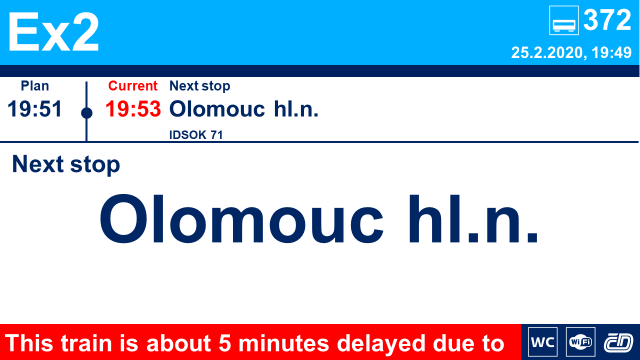 Ex2
372
25.2.2020, 19:49
Plan
Current
Next stop
19:51
19:53
Olomouc hl.n.
IDSOK 71
Next stop
Olomouc hl.n.
This train is about 5 minutes delayed due to
WC
WiFi
ČD